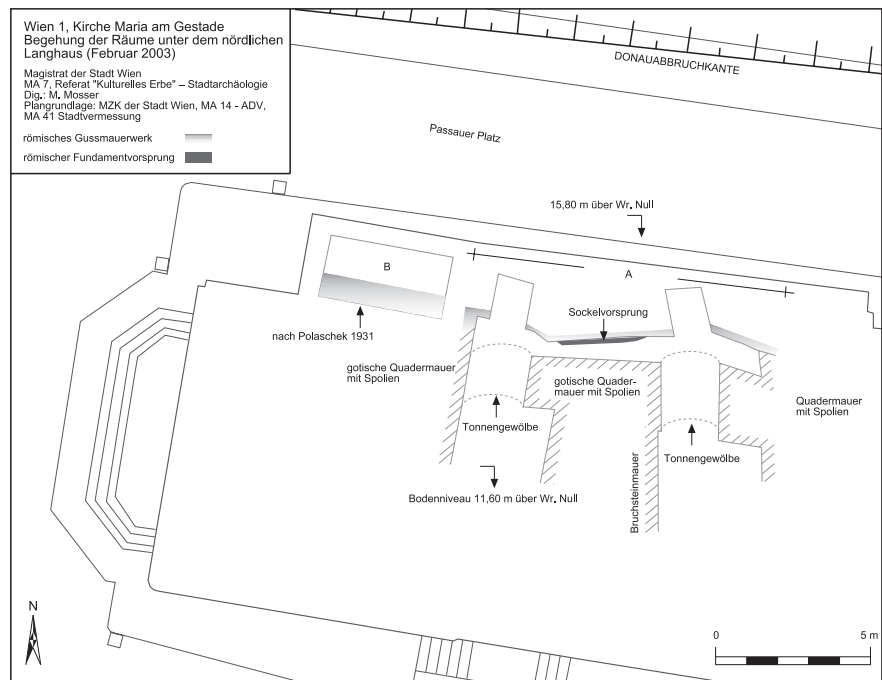 Wien 1, Kirche Maria am Gestade
Begehung der Räume unter dem nördlichen
Langhaus (Februar 2003)
Magistrat der Stadt Wien
MA 7, Referat "Kulturelles Erbe" – Stadtarchäologie
Dig.: M. Mosser
Plangrundlage: MZK der Stadt Wien, MA 14 - ADV,
MA 41 Stadtvermessung
römisches Gussmauerwerk
römischer Fundamentvorsprung
DONAUABBRUCHKANTE
Passauer Platz
15,80 m über Wr. Null
B
A
Sockelvorsprung
nach Polaschek 1931
gotische Quadermauer
mit Spolien
gotische Quader-
mauer mit Spolien
Quadermauer
mit Spolien
Tonnengewölbe
Tonnengewölbe
Bruchsteinmauer
Bodenniveau 11,60 m über Wr. Null
N
0
5 m